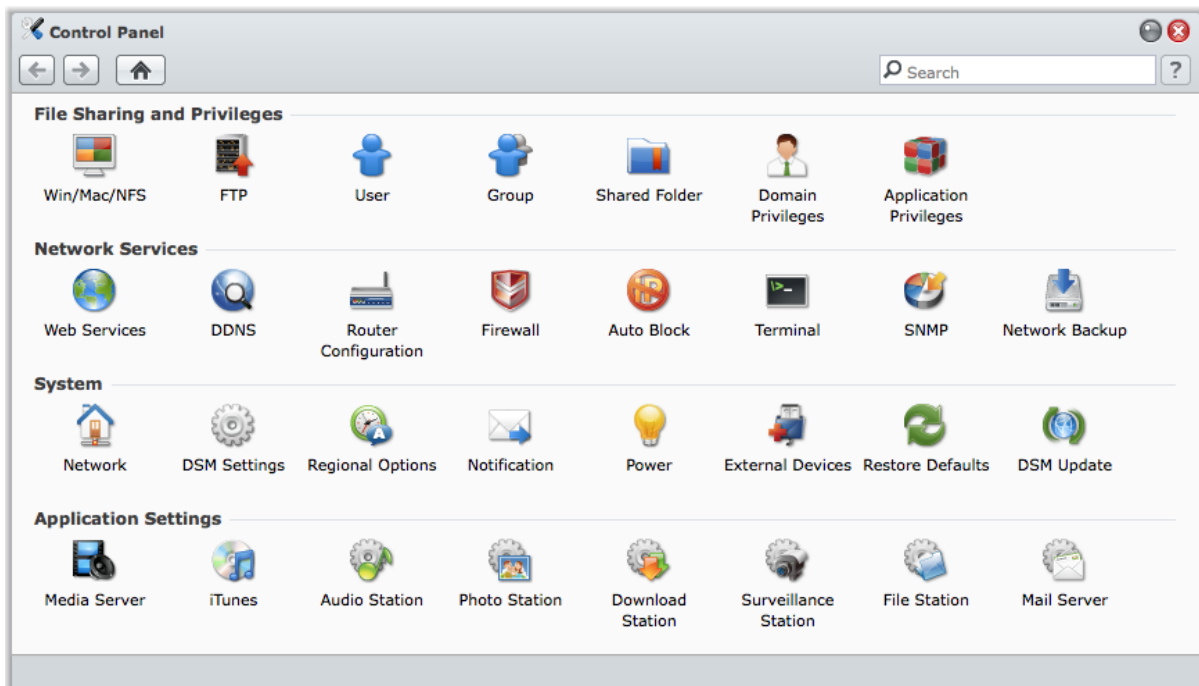 Control Panel
Search
?
File Sharing and Privileges
Win/Mac/NFS FTP User Group Shared Folder Domain Privileges Application Privileges
Network Services
Web Services DDNS Router Configuration Firewall Auto Block Terminal SNMP Network Backup
System
Network DSM Settings Regional Options Notification Power External Devices Restore Defaults DSM Update
Application Settings
Media Server iTunes Audio Station Photo Station Download Station Surveillance Station File Station Mail Server